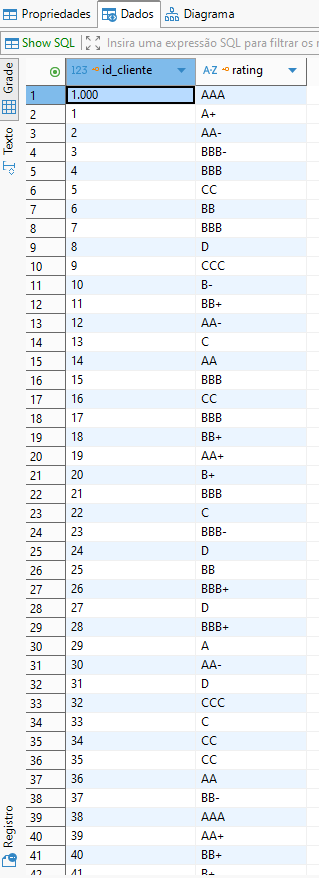 Propriedades Dados Diagrama
Show SQL Insira uma expressão SQL para filtrar os
Grade
Texto
Registro
123 id_cliente A-Z rating
1 1.000 AAA
2 1 A+
3 2 AA-
4 3 BBB-
5 4 BBB
6 5 CC
7 6 BB
8 7 BBB
9 8 D
10 9 CCC
11 10 B-
12 11 BB+
13 12 AA-
14 13 C
15 14 AA
16 15 BBB
17 16 CC
18 17 BBB
19 18 BB+
20 19 AA+
21 20 B+
22 21 BBB
23 22 C
24 23 BBB-
25 24 D
26 25 BB
27 26 BBB+
28 27 D
29 28 BBB+
30 29 A
31 30 AA-
32 31 D
33 32 CCC
34 33 C
35 34 CC
36 35 CC
37 36 AA
38 37 BB-
39 38 AAA
40 39 AA+
41 40 BB+
42 41 B+